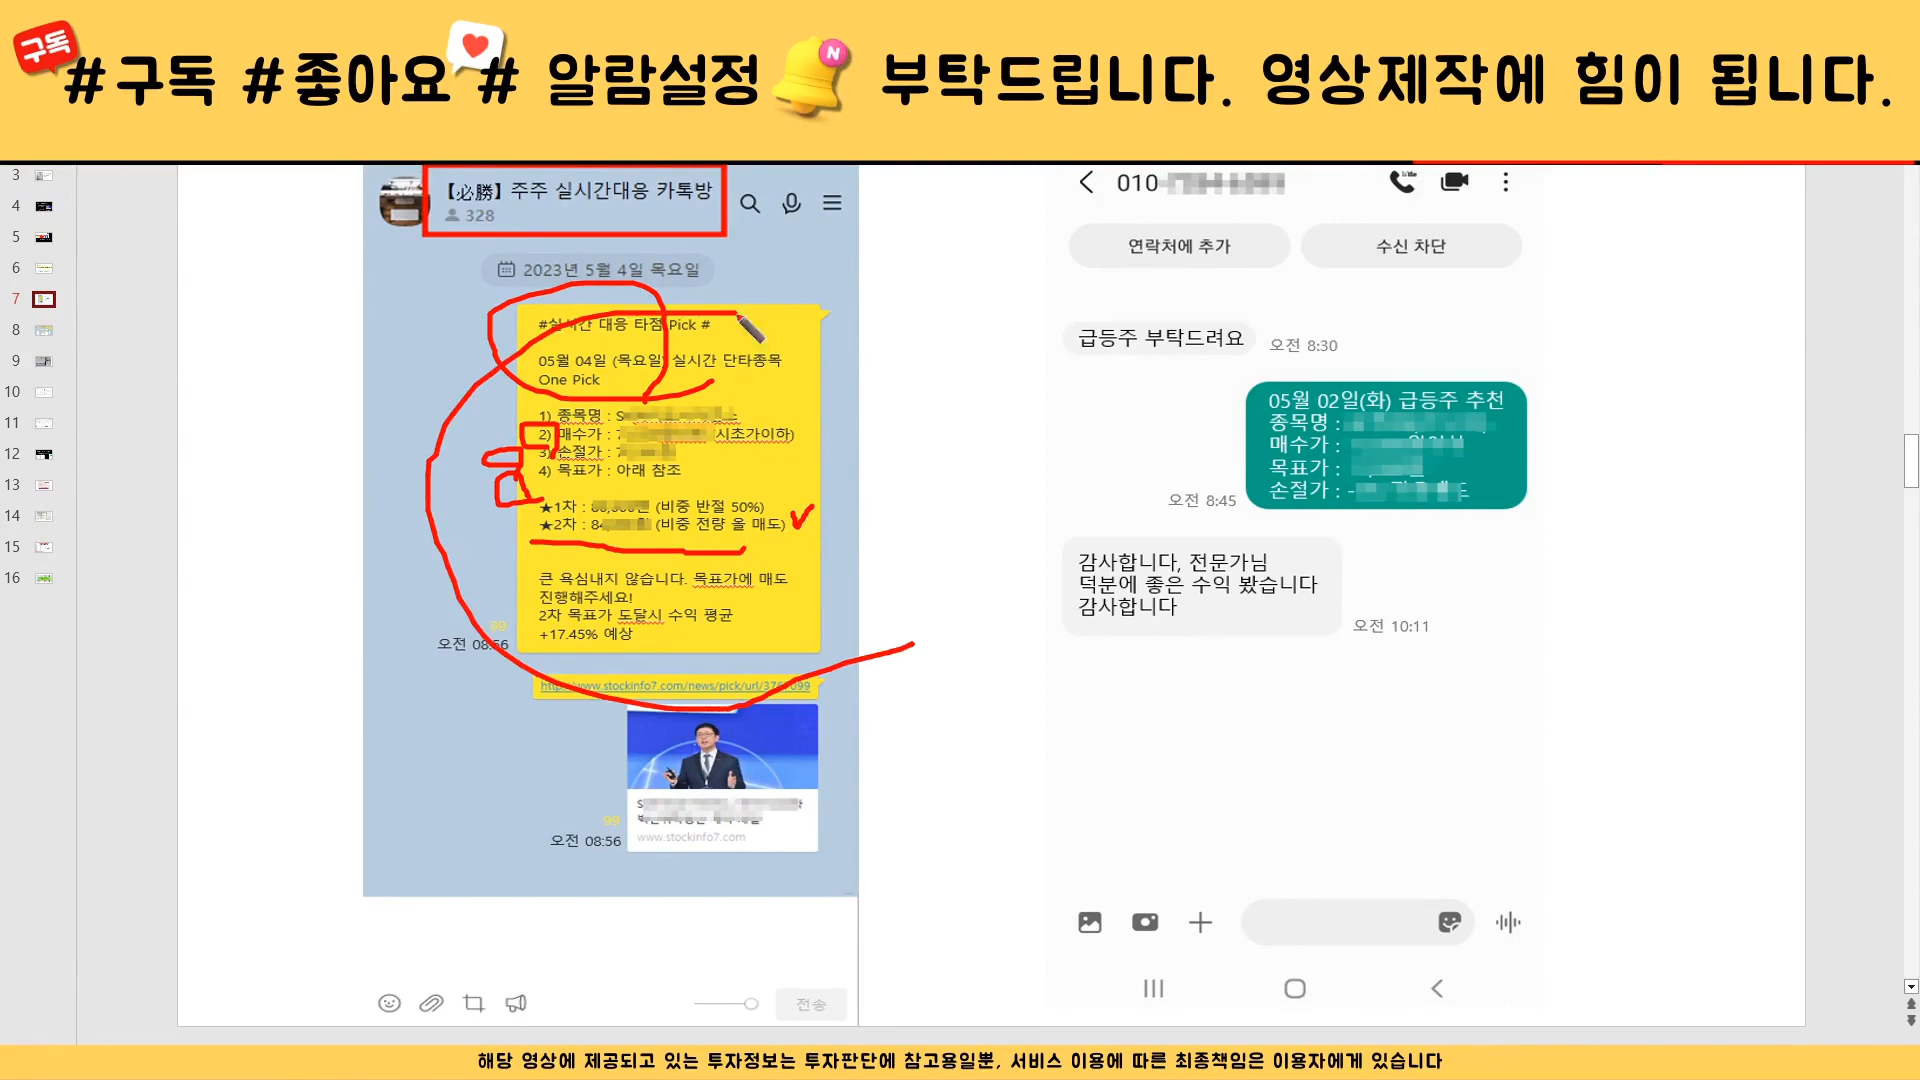 구독
#구독 #좋아요 # 알람설정 부탁드립니다. 영상제작에 힘이 됩니다.
N
3
4
5
6
7
8
9
10
11
12
13
14
15
16
【必勝】 주주 실시간대응 카톡방
328
2023년 5월 4일 목요일
#실시간 대응 타점 Pick #
05월 04일 (목요일) 실시간 단타종목
One Pick
1) 종목명 : S
2) 매수가 : 7 시초가이하)
3) 손절가 : 7
4) 목표가 : 아래 참조
★1차 : (비중 반절 50%)
★2차 : 84 (비중 전량 올 매도)
큰 욕심내지 않습니다. 목표가에 매도
진행해주세요!
2차 목표가 도달시 수익 평균
+17.45% 예상
99
오전 08:56
www.stockinfo7.com/news/pick/url/
S
www.stockinfo7.com
99
오전 08:56
전송
010
연락처에 추가
수신 차단
급등주 부탁드려요
오전 8:30
05월 02일(화) 급등주 추천
종목명 :
매수가 :
목표가 :
손절가 : -
오전 8:45
감사합니다, 전문가님
덕분에 좋은 수익 봤습니다
감사합니다
오전 10:11
해당 영상에 제공되고 있는 투자정보는 투자판단에 참고용일뿐, 서비스 이용에 따른 최종책임은 이용자에게 있습니다